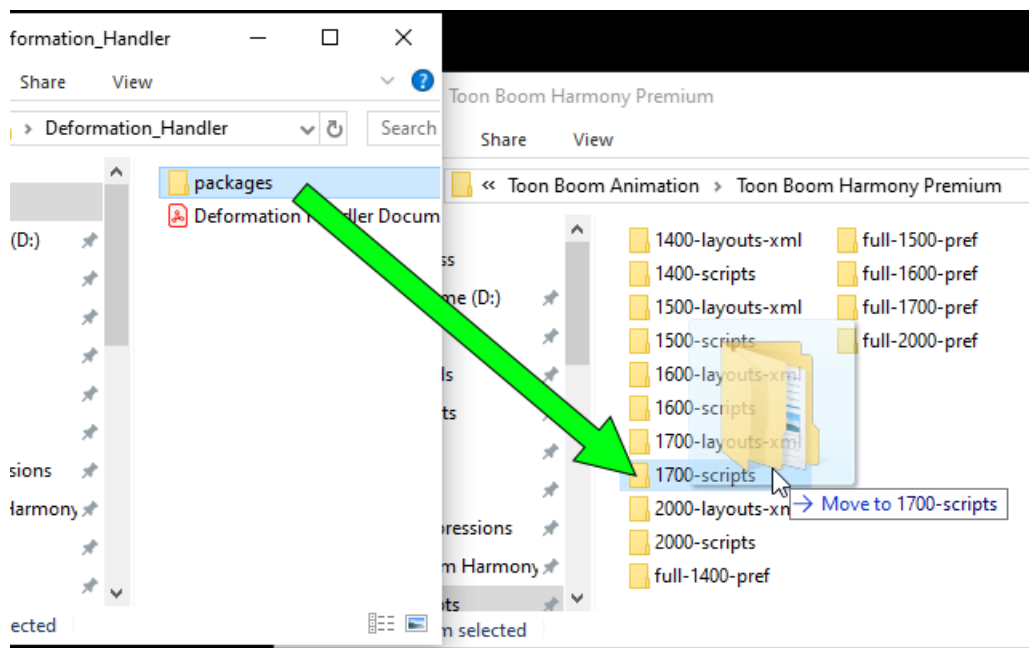 formation_Handler
Share View
Deformation_Handler
Search
packages
Deformation Handler Docum
(D:)
sions
Harmony
ected
Toon Boom Harmony Premium
Share View
« Toon Boom Animation > Toon Boom Harmony Premium
ss
me (D:)
ls
ts
ressions
m Harmony
ts
m selected
1400-layouts-xml
1400-scripts
1500-layouts-xml
1500-scripts
1600-layouts-xml
1600-scripts
1700-layouts-xml
1700-scripts
2000-layouts-xm
2000-scripts
full-1400-pref
full-1500-pref
full-1600-pref
full-1700-pref
full-2000-pref
Move to 1700-scripts